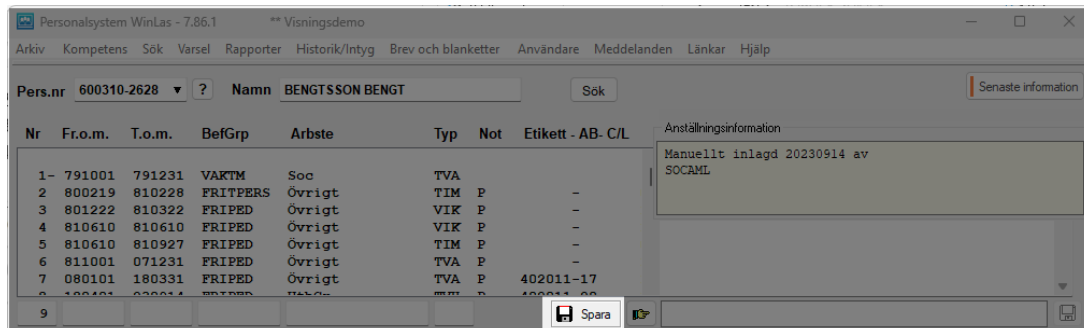 Personalsystem WinLas - 7.86.1 ** Visningsdemo
Arkiv Kompetens Sök Varsel Rapporter Historik/Intyg Brev och blanketter Användare Meddelanden Länkar Hjälp
Pers.nr 600310-2628 ? Namn BENGTSSON BENGT Sök Senaste information
Nr Fr.o.m. T.o.m. BefGrp Arbste Typ Not Etikett - AB- C/L Anställningsinformation
Manuellt inlagd 20230914 av
SOCAML
1- 791001 791231 VAKTM Soc TVA
2 800219 810228 FRITPERS Övrigt TIM P -
3 801222 810322 FRIPED Övrigt VIK P -
4 810610 810610 FRIPED Övrigt VIK P -
5 810610 810927 FRIPED Övrigt TIM P -
6 811001 071231 FRIPED Övrigt TVA P -
7 080101 180331 FRIPED Övrigt TVA P 402011-17
9 Spara